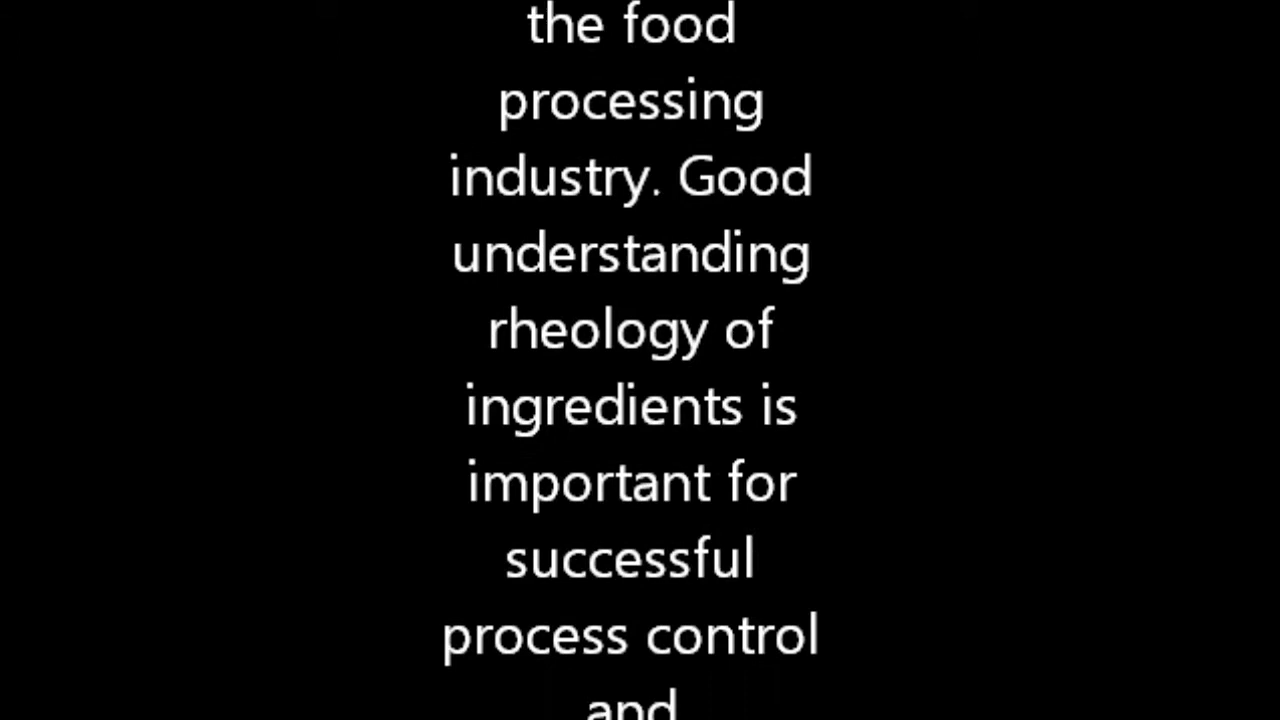 the food
processing
industry. Good
understanding
rheology of
ingredients is
important for
successful
process control
and